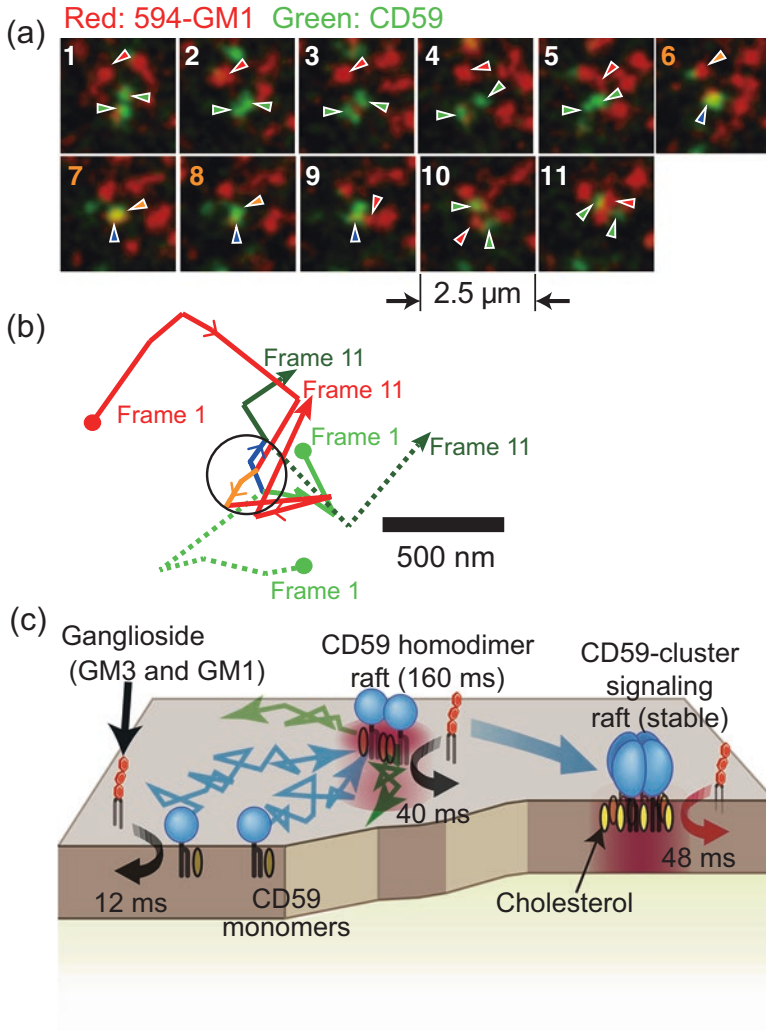 (a)
Red: 594-GM1 Green: CD59
1 2 3 4 5 6
7 8 9 10 11
2.5 µm
(b)
Frame 11
Frame 11
Frame 1
Frame 1
Frame 11
500 nm
Frame 1
(c)
Ganglioside
(GM3 and GM1)
CD59 homodimer
raft (160 ms)
CD59-cluster
signaling
raft (stable)
40 ms
48 ms
12 ms
CD59
monomers
Cholesterol